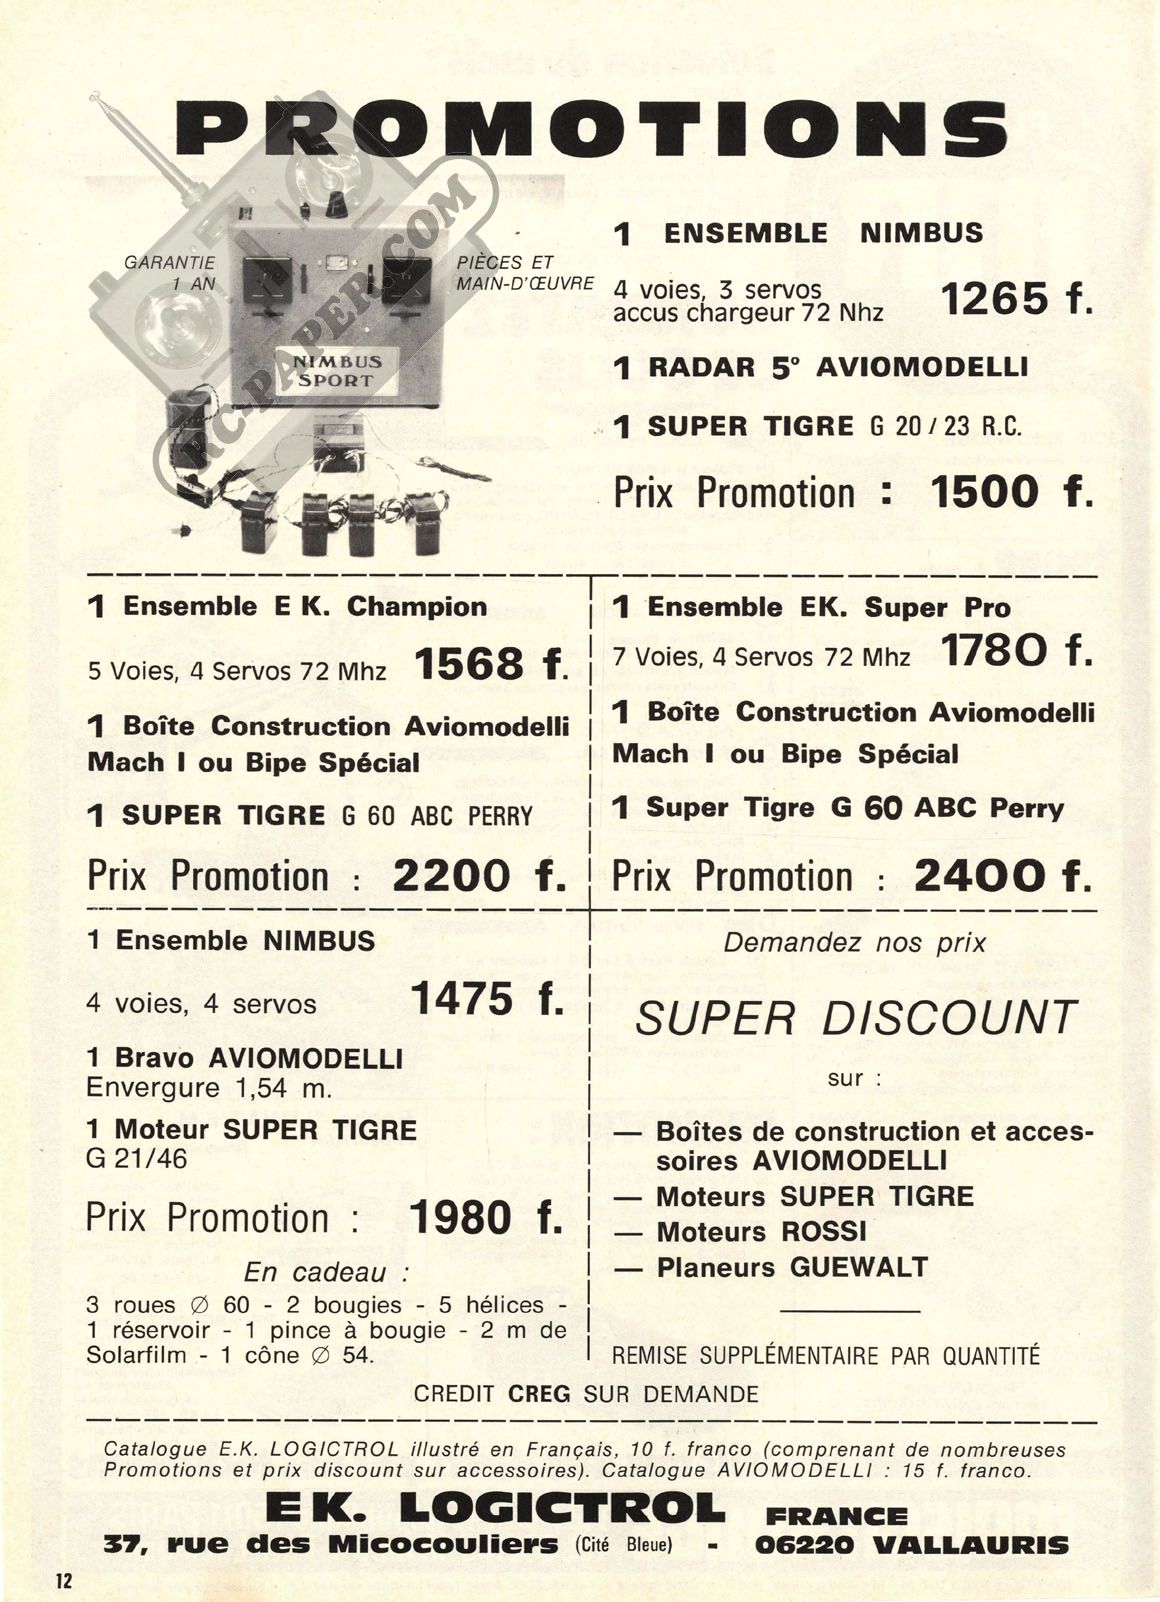 PROMOTIONS
GARANTIE
1 AN
PIÈCES ET
MAIN-D'ŒUVRE
NIMBUS
SPORT
RC-PAPER.COM
1 ENSEMBLE NIMBUS
4 voies, 3 servos
accus chargeur 72 Nhz 1265 f.
1 RADAR 5° AVIOMODELLI
1 SUPER TIGRE G 20 / 23 R.C.
Prix Promotion : 1500 f.
1 Ensemble E K. Champion
5 Voies, 4 Servos 72 Mhz 1568 f.
1 Boîte Construction Aviomodelli
Mach I ou Bipe Spécial
1 SUPER TIGRE G 60 ABC PERRY
Prix Promotion : 2200 f.
1 Ensemble EK. Super Pro
7 Voies, 4 Servos 72 Mhz 1780 f.
1 Boîte Construction Aviomodelli
Mach I ou Bipe Spécial
1 Super Tigre G 60 ABC Perry
Prix Promotion : 2400 f.
1 Ensemble NIMBUS
4 voies, 4 servos 1475 f.
1 Bravo AVIOMODELLI
Envergure 1,54 m.
1 Moteur SUPER TIGRE
G 21/46
Prix Promotion : 1980 f.
En cadeau :
3 roues ∅ 60 - 2 bougies - 5 hélices -
1 réservoir - 1 pince à bougie - 2 m de
Solarfilm - 1 cône ∅ 54.
Demandez nos prix
SUPER DISCOUNT
sur :
— Boîtes de construction et acces-
soires AVIOMODELLI
— Moteurs SUPER TIGRE
— Moteurs ROSSI
— Planeurs GUEWALT
REMISE SUPPLÉMENTAIRE PAR QUANTITÉ
CREDIT CREG SUR DEMANDE
Catalogue E.K. LOGICTROL illustré en Français, 10 f. franco (comprenant de nombreuses
Promotions et prix discount sur accessoires). Catalogue AVIOMODELLI : 15 f. franco.
EK. LOGICTROL FRANCE
37, rue des Micocouliers (Cité Bleue) - 06220 VALLAURIS
12